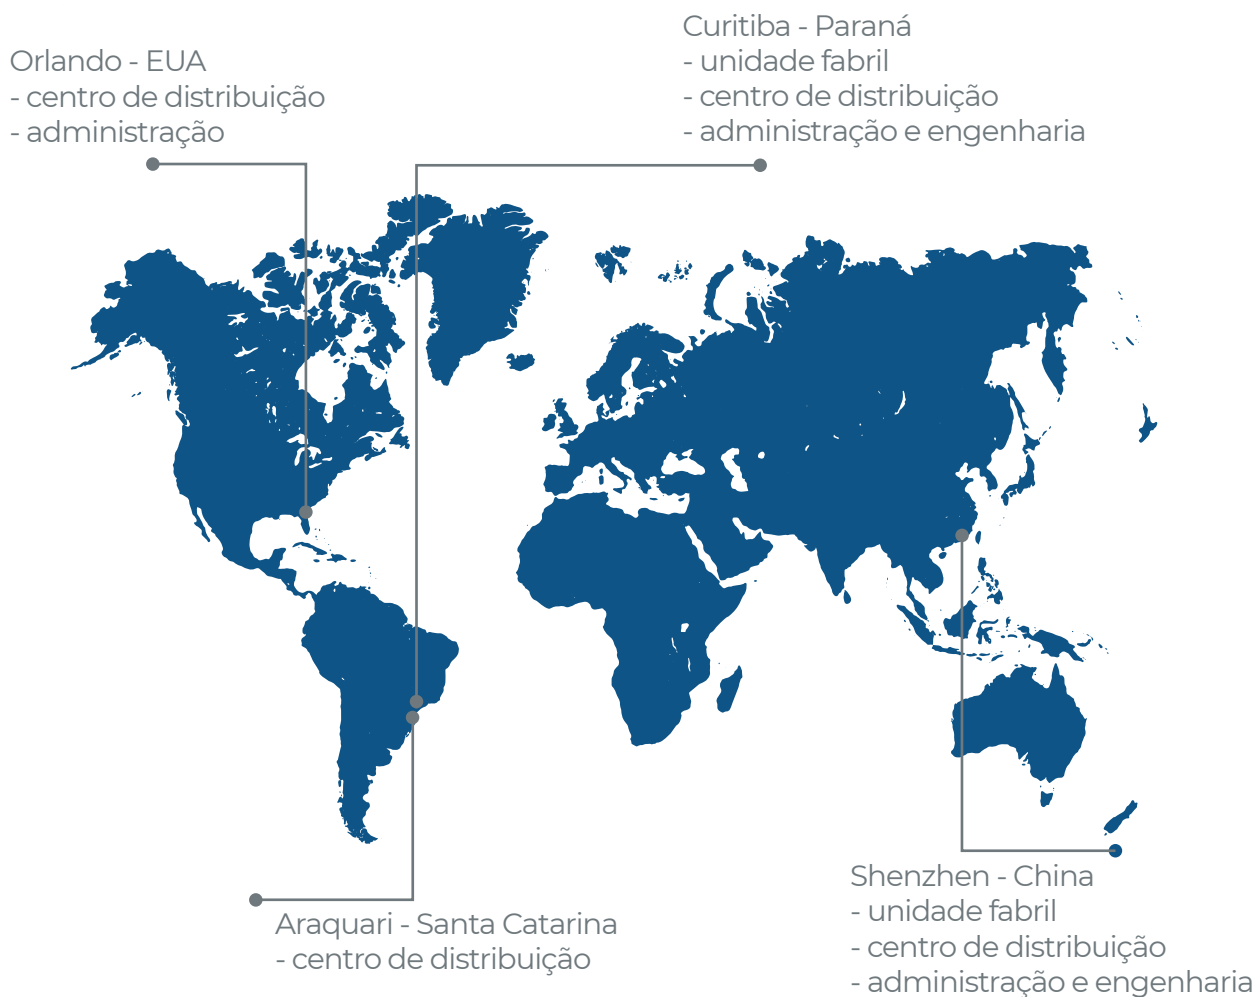 Orlando - EUA
- centro de distribuição
- administração
Curitiba - Paraná
- unidade fabril
- centro de distribuição
- administração e engenharia
Araquari - Santa Catarina
- centro de distribuição
Shenzhen - China
- unidade fabril
- centro de distribuição
- administração e engenharia